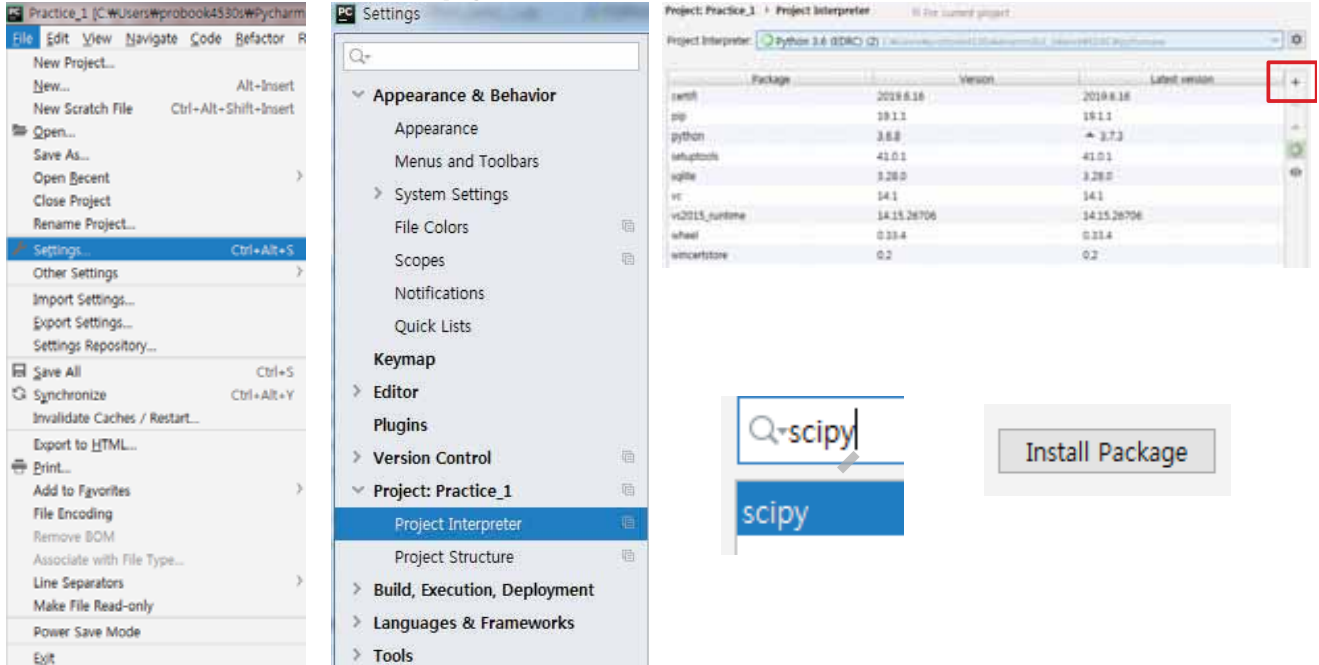 Practice_1 [C:₩Users₩probook4530s₩Pycharm
File Edit View Navigate Code Refactor R
New Project...
New... Alt+Insert
New Scratch File Ctrl+Alt+Shift+Insert
Open...
Save As...
Open Recent
Close Project
Rename Project...
Settings... Ctrl+Alt+S
Other Settings
Import Settings...
Export Settings...
Settings Repository...
Save All Ctrl+S
Synchronize Ctrl+Alt+Y
Invalidate Caches / Restart...
Export to HTML...
Print...
Add to Favorites
File Encoding
Remove BOM
Associate with File Type...
Line Separators
Make File Read-only
Power Save Mode
Exit
PC Settings
Appearance & Behavior
Appearance
Menus and Toolbars
System Settings
File Colors
Scopes
Notifications
Quick Lists
Keymap
Editor
Plugins
Version Control
Project: Practice_1
Project Interpreter
Project Structure
Build, Execution, Deployment
Languages & Frameworks
Tools
Project: Practice_1 › Project Interpreter For current project
Project Interpreter: Python 3.6 (IDRC) (2)
Package Version Latest version
certifi 2019.6.16 2019.6.16
pip 19.1.1 19.1.1
python 3.6.8 3.7.3
setuptools 41.0.1 41.0.1
sqlite 3.28.0 3.28.0
vc 14.1 14.1
vs2015_runtime 14.15.26706 14.15.26706
wheel 0.33.4 0.33.4
wincertstore 0.2 0.2
scipy
scipy
Install Package